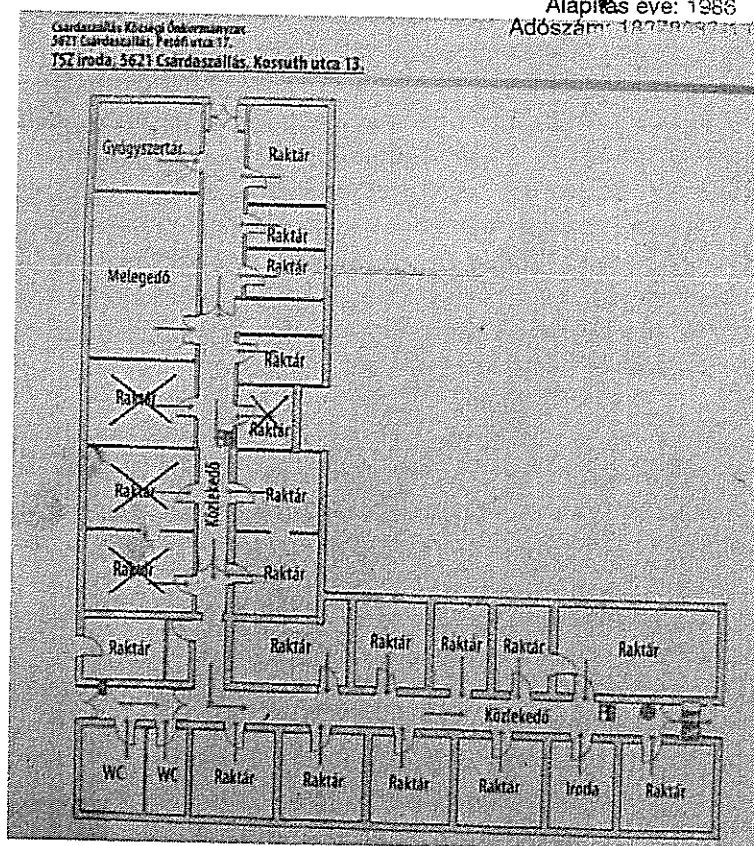 Alapítás éve: 1986
Adószám:
Csárdaszállás Községi Önkormányzat
5621 Csárdaszállás, Petőfi utca 17.
TSZ iroda, 5621 Csárdaszállás, Kossuth utca 13.
Gyógyszertár
Raktár
Raktár
Raktár
Melegedő
Raktár
Raktár
Raktár
Raktár
Raktár
Közlekedő
Raktár
Raktár
Raktár
Raktár
Raktár
Raktár
Raktár
Raktár
Közlekedő
WC
WC
Raktár
Raktár
Raktár
Raktár
Iroda
Raktár